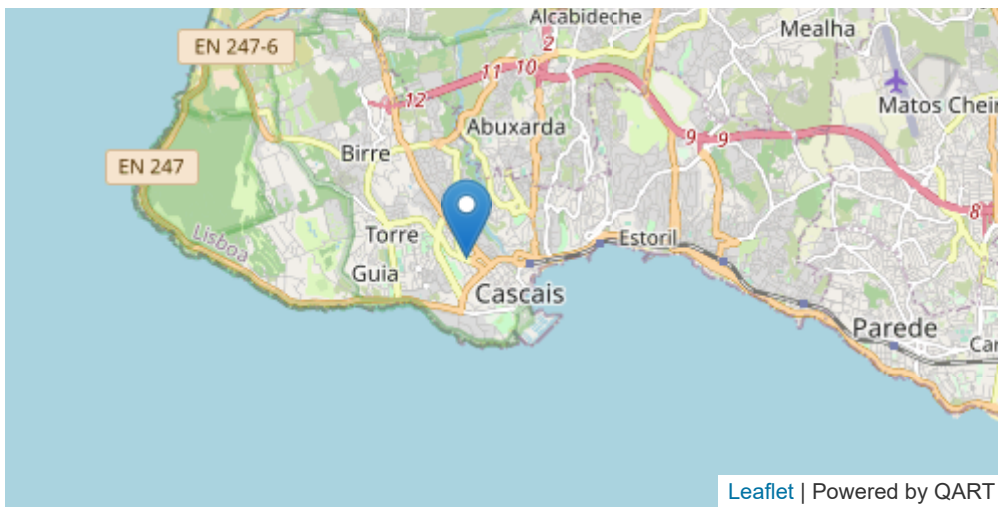 Alcabideche
Mealha
EN 247-6
2
11
10
12
Matos Chei
Abuxarda
9
9
Birre
EN 247
8
Lisboa
Torre
Estoril
Guia
Cascais
Parede
Car
Leaflet | Powered by QART